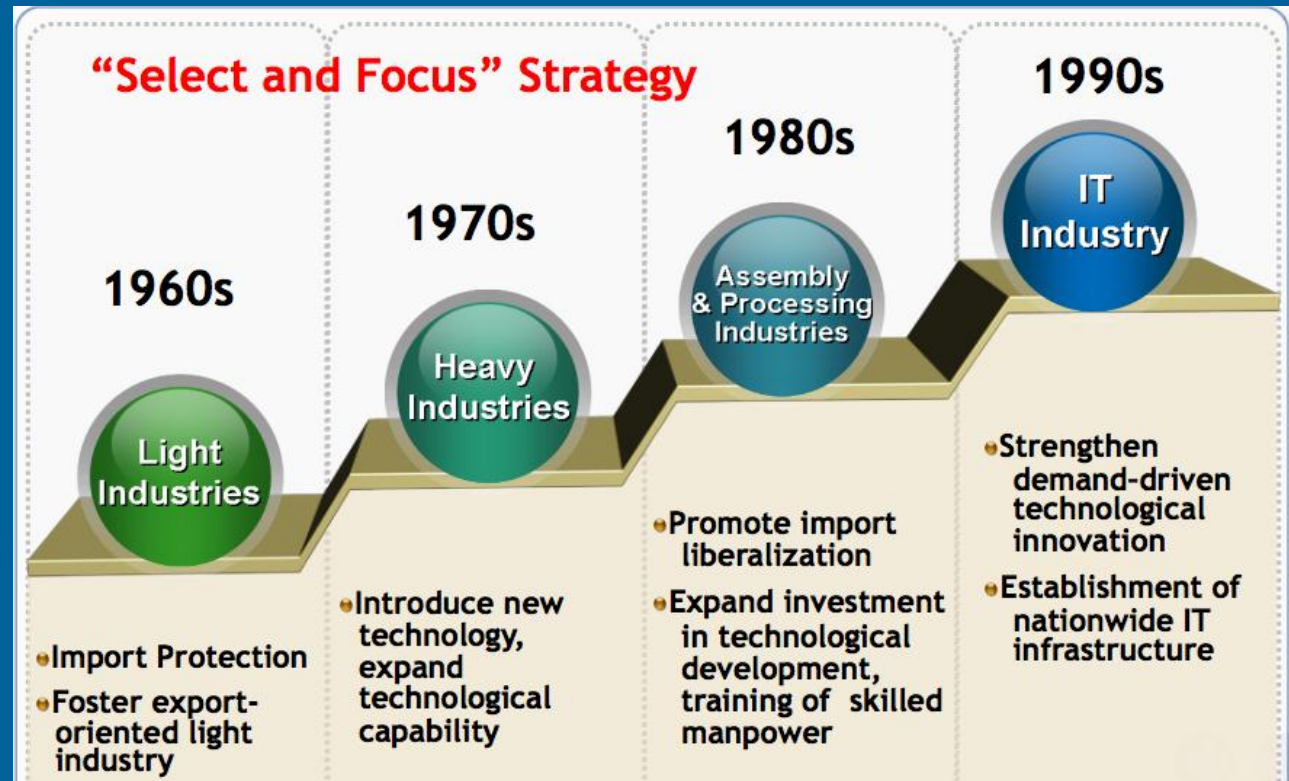 “Select and Focus” Strategy
1960s
Light
Industries
Import Protection
Foster export-
oriented light
industry
1970s
Heavy
Industries
Introduce new
technology,
expand
technological
capability
1980s
Assembly
& Processing
Industries
Promote import
liberalization
Expand investment
in technological
development,
training of skilled
manpower
1990s
IT
Industry
Strengthen
demand-driven
technological
innovation
Establishment of
nationwide IT
infrastructure